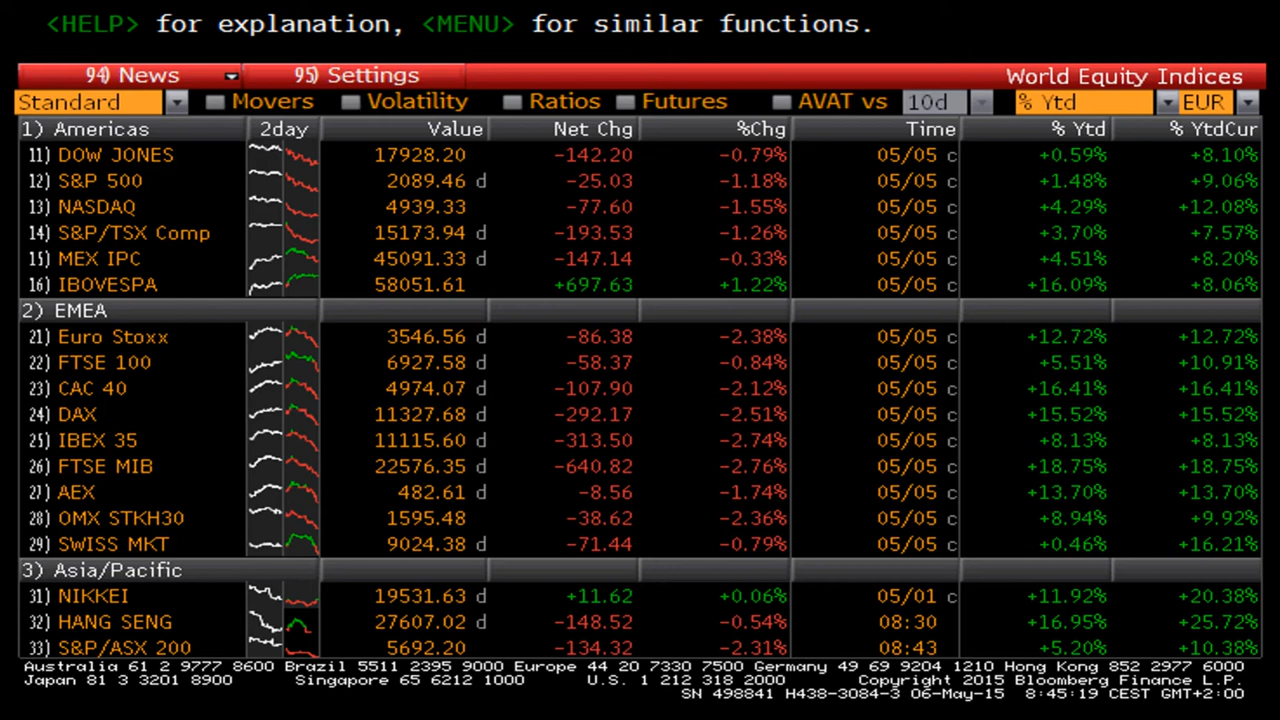 <HELP> for explanation, <MENU> for similar functions.
94) News 95) Settings World Equity Indices
Standard Movers Volatility Ratios Futures AVAT vs 10d % Ytd EUR
1) Americas 2day Value Net Chg %Chg Time % Ytd % YtdCur
11) DOW JONES 17928.20 -142.20 -0.79% 05/05 c +0.59% +8.10%
12) S&P 500 2089.46 d -25.03 -1.18% 05/05 c +1.48% +9.06%
13) NASDAQ 4939.33 -77.60 -1.55% 05/05 c +4.29% +12.08%
14) S&P/TSX Comp 15173.94 d -193.53 -1.26% 05/05 c +3.70% +7.57%
15) MEX IPC 45091.33 d -147.14 -0.33% 05/05 c +4.51% +8.20%
16) IBOVESPA 58051.61 +697.63 +1.22% 05/05 c +16.09% +8.06%
2) EMEA
21) Euro Stoxx 3546.56 d -86.38 -2.38% 05/05 c +12.72% +12.72%
22) FTSE 100 6927.58 d -58.37 -0.84% 05/05 c +5.51% +10.91%
23) CAC 40 4974.07 d -107.90 -2.12% 05/05 c +16.41% +16.41%
24) DAX 11327.68 d -292.17 -2.51% 05/05 c +15.52% +15.52%
25) IBEX 35 11115.60 d -313.50 -2.74% 05/05 c +8.13% +8.13%
26) FTSE MIB 22576.35 d -640.82 -2.76% 05/05 c +18.75% +18.75%
27) AEX 482.61 d -8.56 -1.74% 05/05 c +13.70% +13.70%
28) OMX STKH30 1595.48 -38.62 -2.36% 05/05 c +8.94% +9.92%
29) SWISS MKT 9024.38 d -71.44 -0.79% 05/05 c +0.46% +16.21%
3) Asia/Pacific
31) NIKKEI 19531.63 d +11.62 +0.06% 05/01 c +11.92% +20.38%
32) HANG SENG 27607.02 d -148.52 -0.54% 08:30 +16.95% +25.72%
33) S&P/ASX 200 5692.20 -134.32 -2.31% 08:43 +5.20% +10.38%
Australia 61 2 9777 8600 Brazil 5511 2395 9000 Europe 44 20 7330 7500 Germany 49 69 9204 1210 Hong Kong 852 2977 6000
Japan 81 3 3201 8900 Singapore 65 6212 1000 U.S. 1 212 318 2000 Copyright 2015 Bloomberg Finance L.P.
SN 498841 H438-3084-3 06-May-15 8:45:19 CEST GMT+2:00